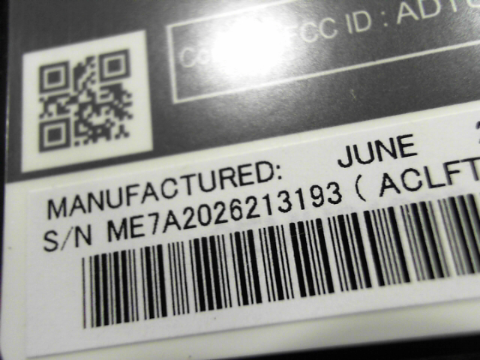 FCC ID : ADT
MANUFACTURED: JUNE
S/N ME7A2026213193 ( ACLFT